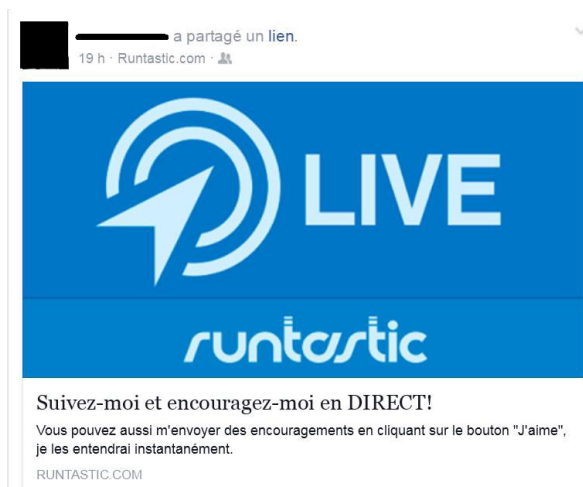 a partagé un lien.
19 h · Runtastic.com ·
LIVE
runtastic
Suivez-moi et encouragez-moi en DIRECT!
Vous pouvez aussi m'envoyer des encouragements en cliquant sur le bouton "J'aime",
je les entendrai instantanément.
RUNTASTIC.COM